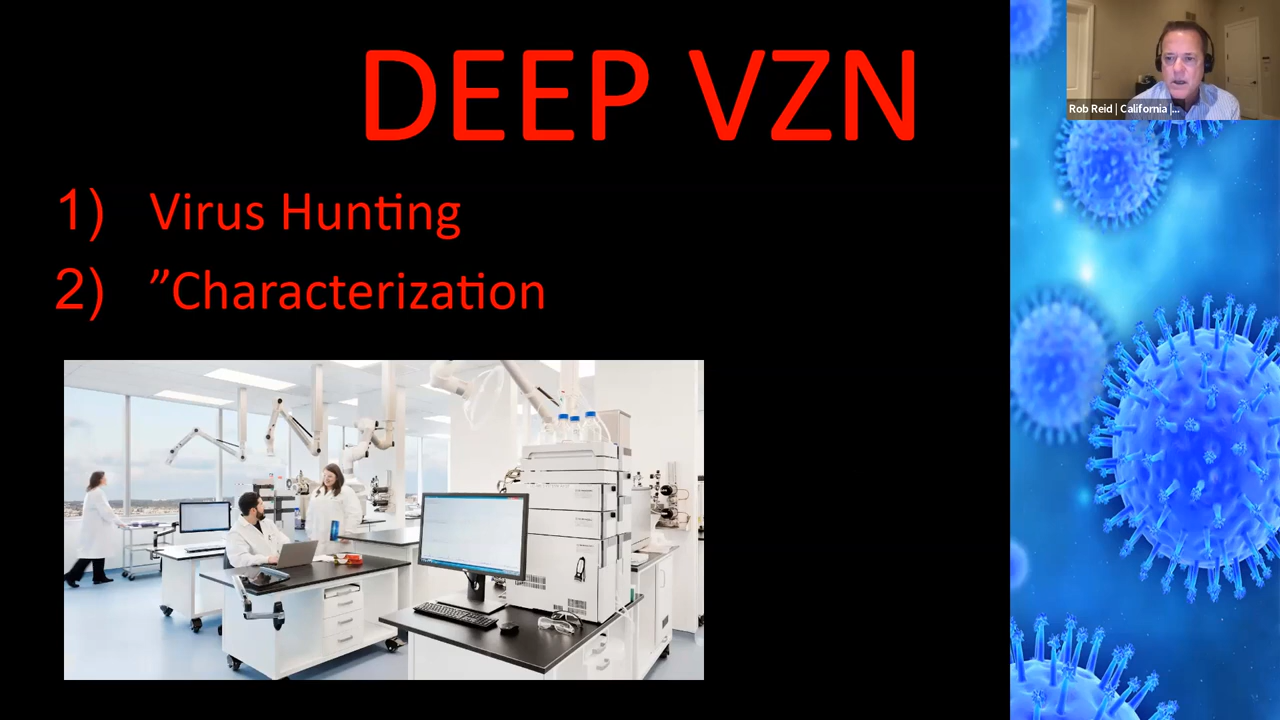 DEEP VZN
Rob Reid | California |...
1) Virus Hunting
2) ”Characterization